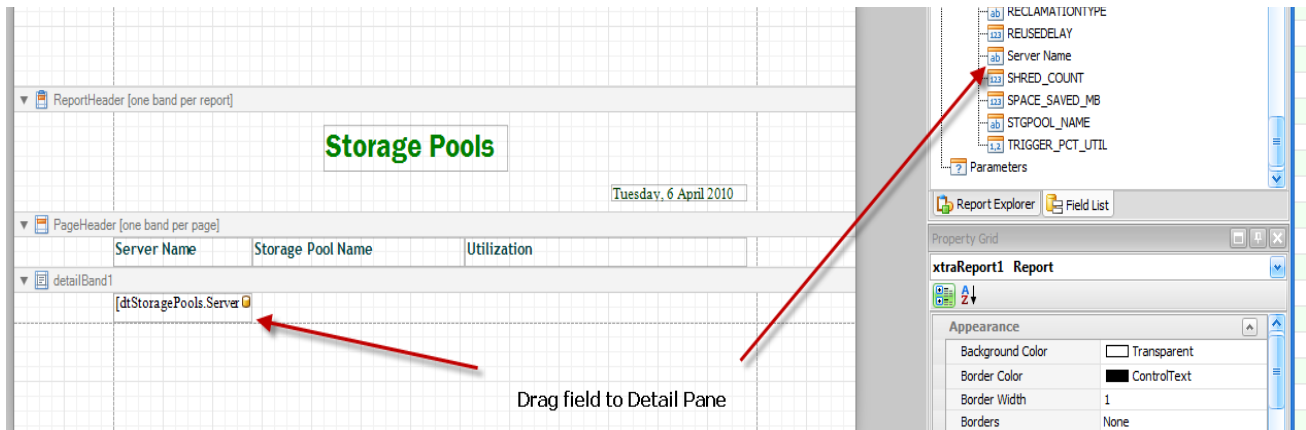 RECLAMATIONTYPE
REUSEDELAY
Server Name
SHRED_COUNT
SPACE_SAVED_MB
STGPOOL_NAME
TRIGGER_PCT_UTIL
Parameters
Report Explorer Field List
ReportHeader [one band per report]
Storage Pools
Tuesday, 6 April 2010
PageHeader [one band per page]
Server Name Storage Pool Name Utilization
detailBand1
[dtStoragePools.Server
Drag field to Detail Pane
Property Grid
xtraReport1 Report
Appearance
Background Color Transparent
Border Color ControlText
Border Width 1
Borders None